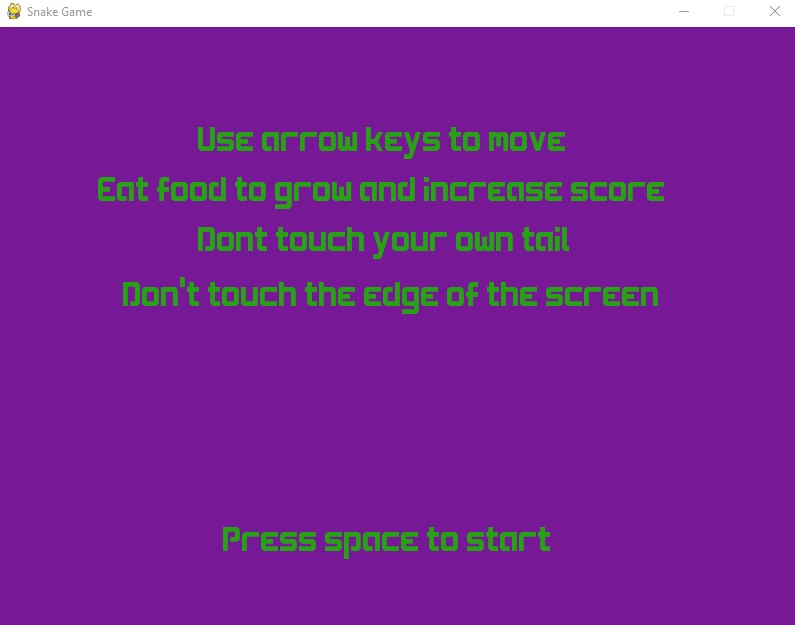 Snake Game
Use arrow keys to move
Eat food to grow and increase score
Dont touch your own tail
Don't touch the edge of the screen
Press space to start